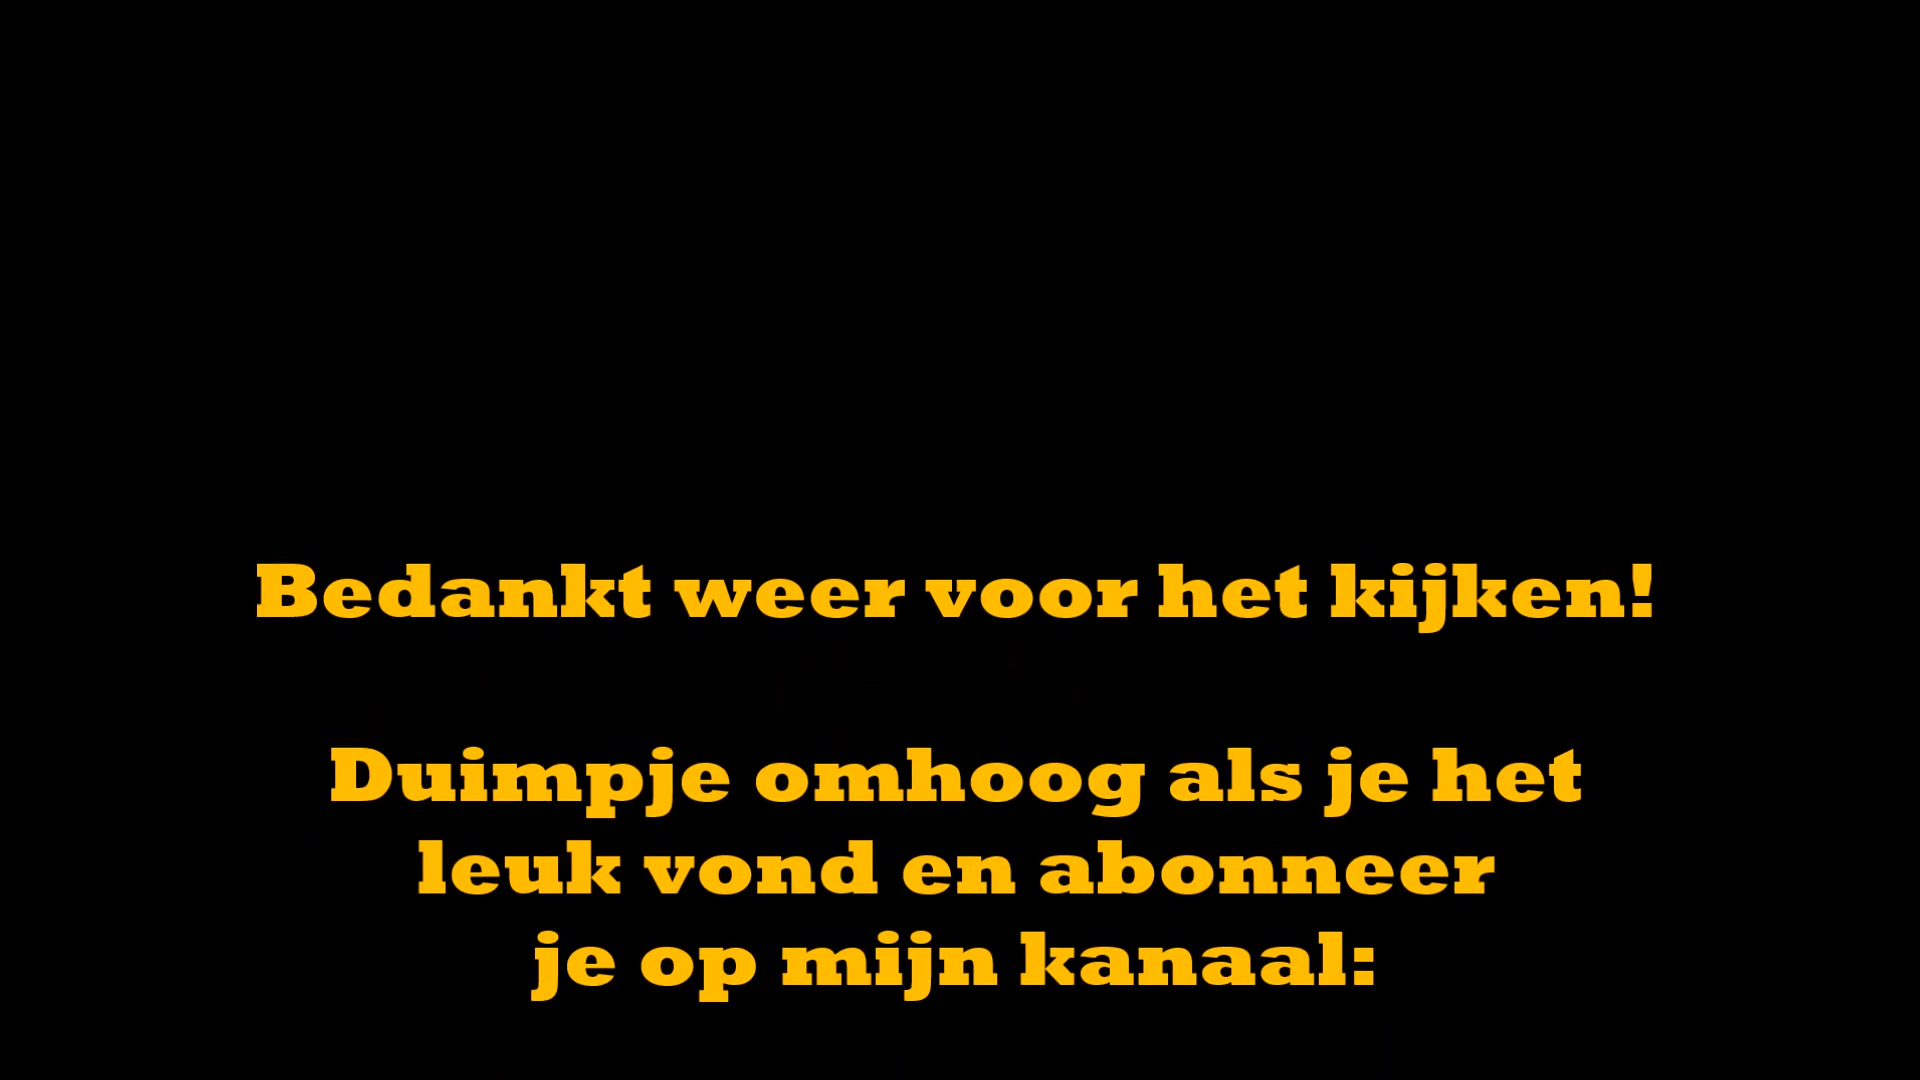 Bedankt weer voor het kijken!
Duimpje omhoog als je het
leuk vond en abonneer
je op mijn kanaal: